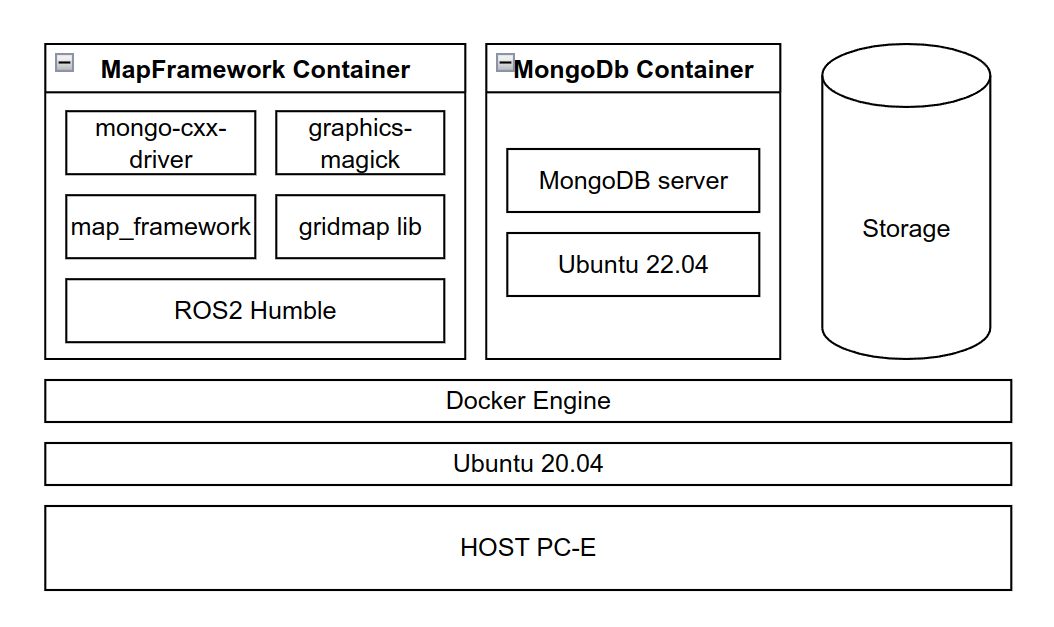 MapFramework Container
mongo-cxx-
driver
graphics-
magick
map_framework
gridmap lib
ROS2 Humble
MongoDb Container
MongoDB server
Ubuntu 22.04
Storage
Docker Engine
Ubuntu 20.04
HOST PC-E